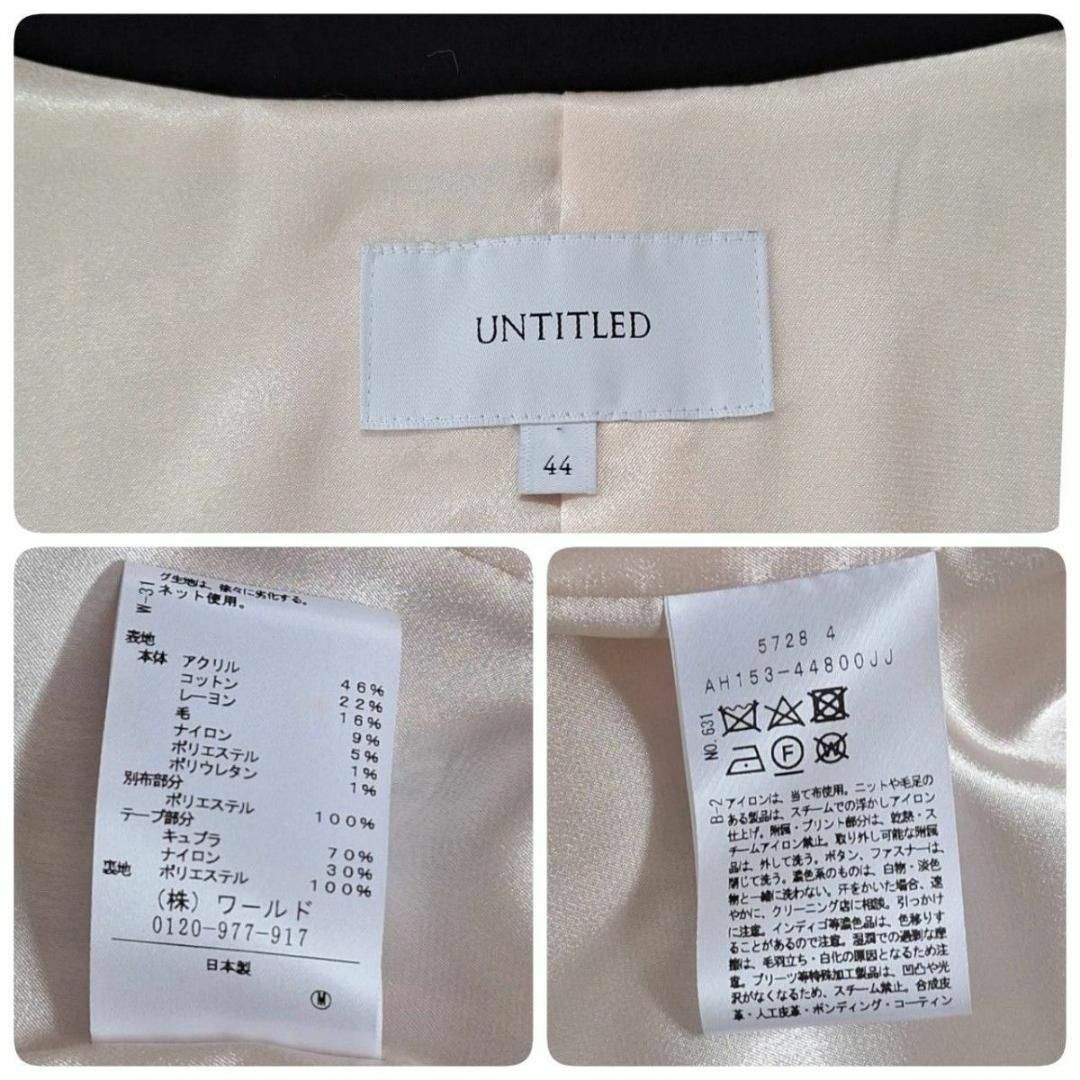 UNTITLED
44
グ生地は、徐々に劣化する。
W-31 ネット使用。
表地
本体 アクリル 46%
コットン 22%
レーヨン 16%
毛 9%
ナイロン 5%
ポリエステル 1%
ポリウレタン 1%
別布部分
ポリエステル 100%
テープ部分
キュプラ 70%
ナイロン 30%
裏地 ポリエステル 100%
(株) ワールド
0120-977-917
日本製
M
5728 4
AH153-44800JJ
NO.631
F
W
B-2 アイロンは、当て布使用。ニットや毛足の
ある製品は、スチームでの浮かしアイロン
仕上げ。附属・プリント部分は、乾熱・ス
チームアイロン禁止。取り外し可能な附属
品は、外して洗う。ボタン、ファスナーは、
閉じて洗う。濃色系のものは、白物・淡色
物と一緒に洗わない。汗をかいた場合、速
やかに、クリーニング店に相談。引っかけ
に注意。インディゴ等濃色品は、色移りす
ることがあるので注意。湿潤での過剰な摩
擦は、毛羽立ち・白化の原因となるため注
意。プリーツ等特殊加工製品は、凹凸や光
沢がなくなるため、スチーム禁止。合成皮
革・人工皮革・ボンディング・コーティン